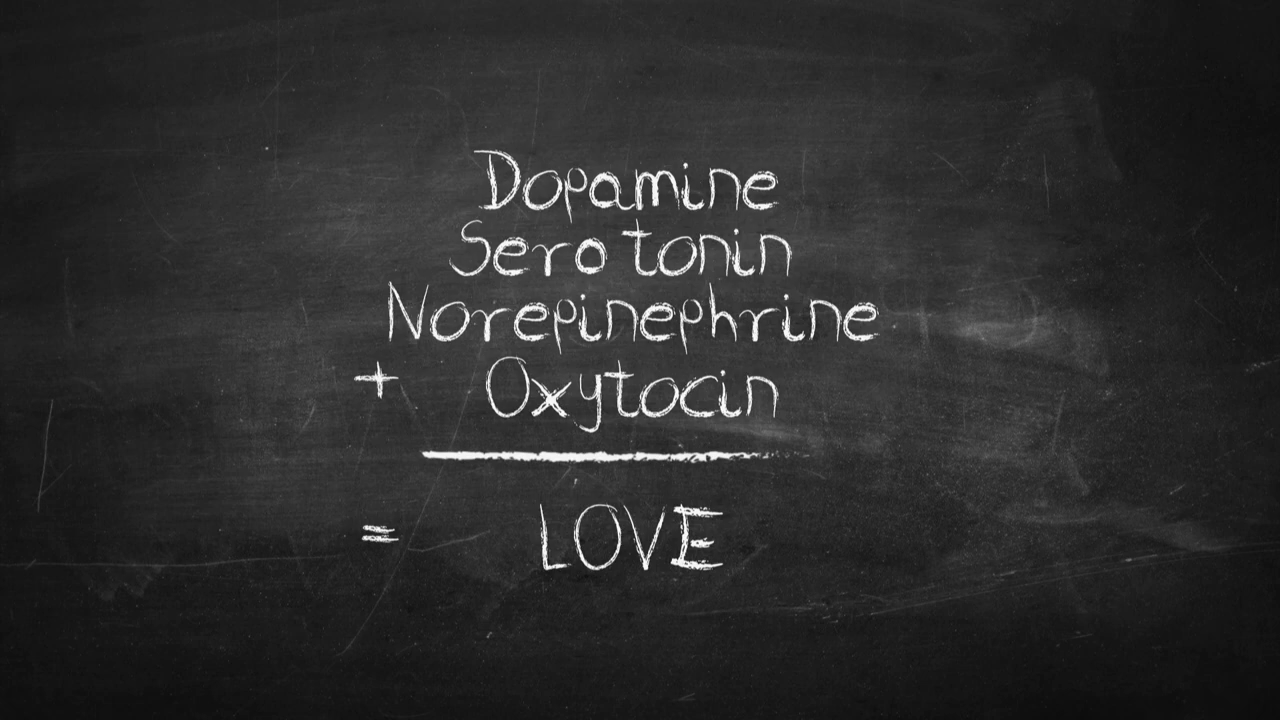 Dopamine
Serotonin
Norepinephrine
+ Oxytocin
= LOVE